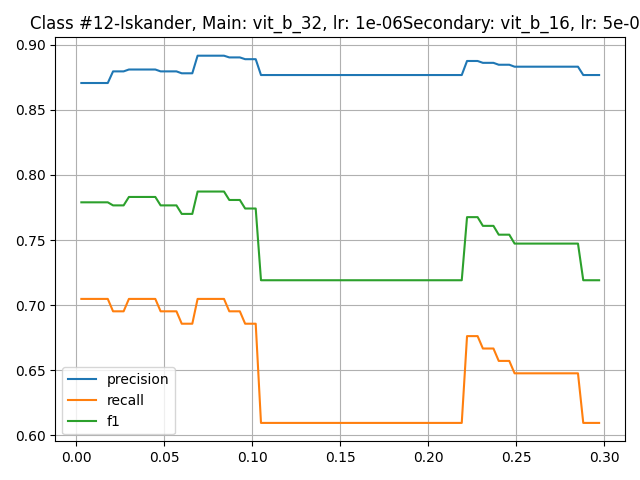 Class #12-Iskander, Main: vit_b_32, lr: 1e-06Secondary: vit_b_16, lr: 5e-0
0.90
0.85
0.80
0.75
0.70
0.65
0.60
precision
recall
f1
0.00 0.05 0.10 0.15 0.20 0.25 0.30